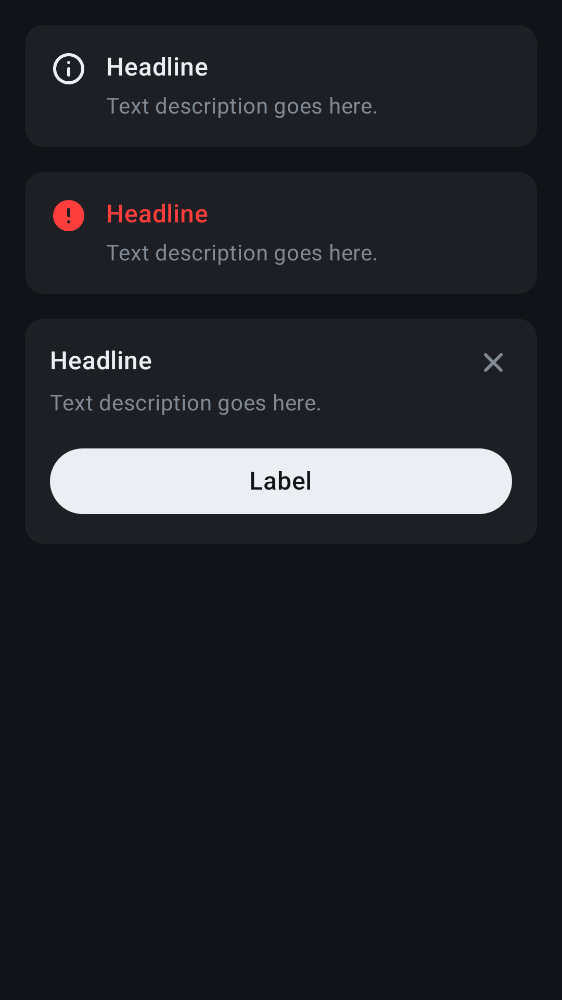 Headline
Text description goes here.
Headline
Text description goes here.
Headline
Text description goes here.
Label